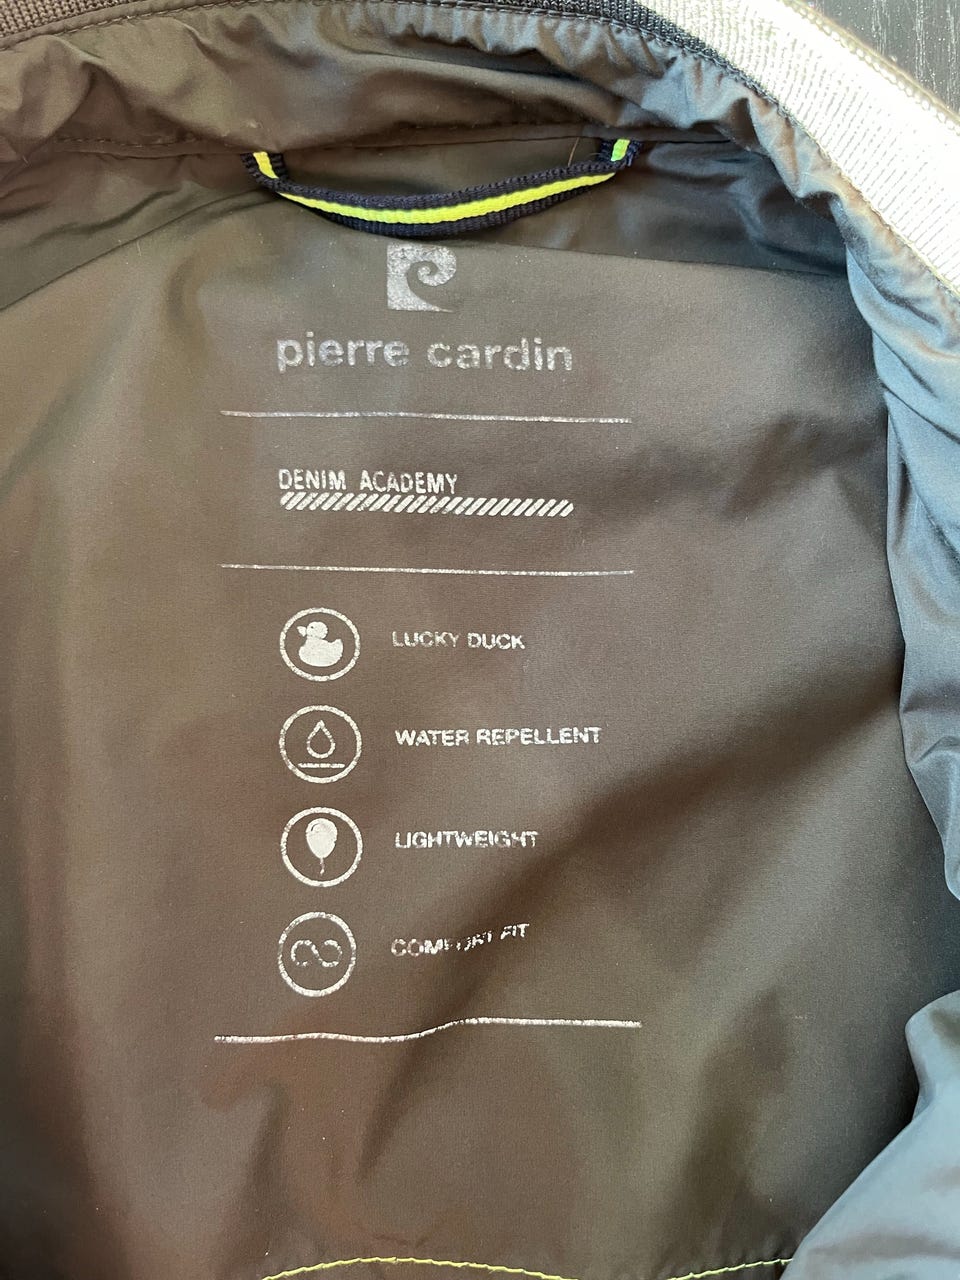 pierre cardin
DENIM ACADEMY
LUCKY DUCK
WATER REPELLENT
LIGHTWEIGHT
COMFORT FIT